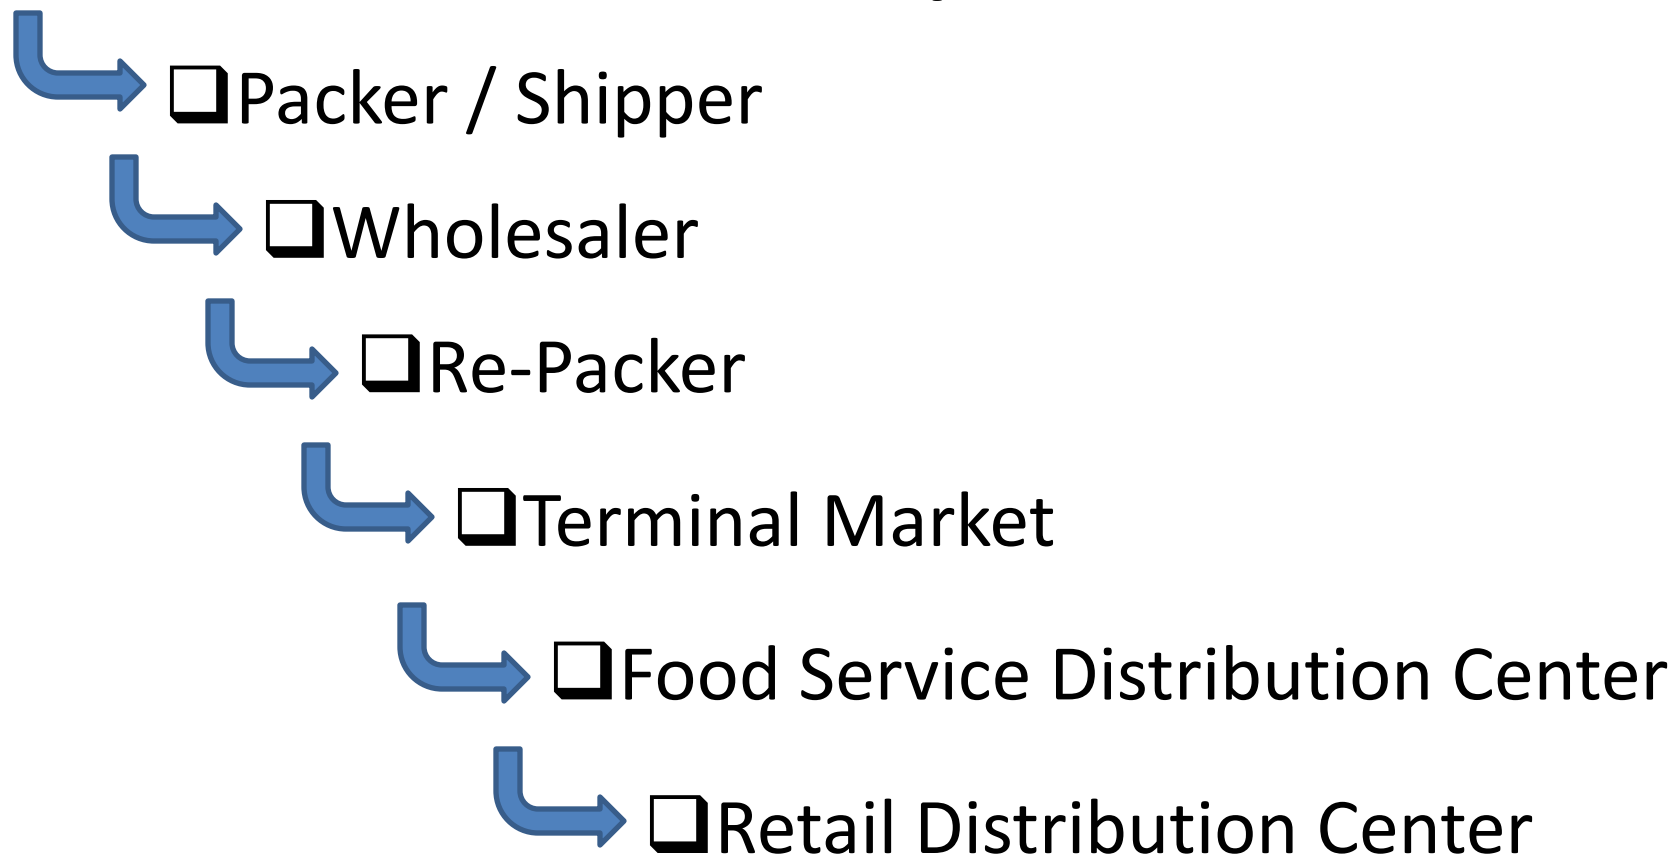 Packer / Shipper
Wholesaler
Re-Packer
Terminal Market
Food Service Distribution Center
Retail Distribution Center